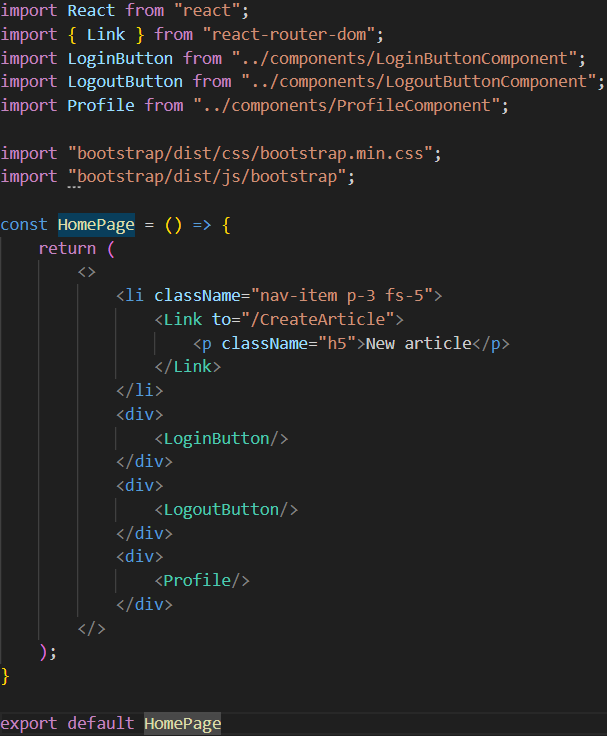 import React from "react";
import { Link } from "react-router-dom";
import LoginButton from "../components/LoginButtonComponent";
import LogoutButton from "../components/LogoutButtonComponent";
import Profile from "../components/ProfileComponent";

import "bootstrap/dist/css/bootstrap.min.css";
import "bootstrap/dist/js/bootstrap";

const HomePage = () => {
    return (
        <>
            <li className="nav-item p-3 fs-5">
                <Link to="/CreateArticle">
                    <p className="h5">New article</p>
                </Link>
            </li>
            <div>
                <LoginButton/>
            </div>
            <div>
                <LogoutButton/>
            </div>
            <div>
                <Profile/>
            </div>
        </>
    );
}

export default HomePage